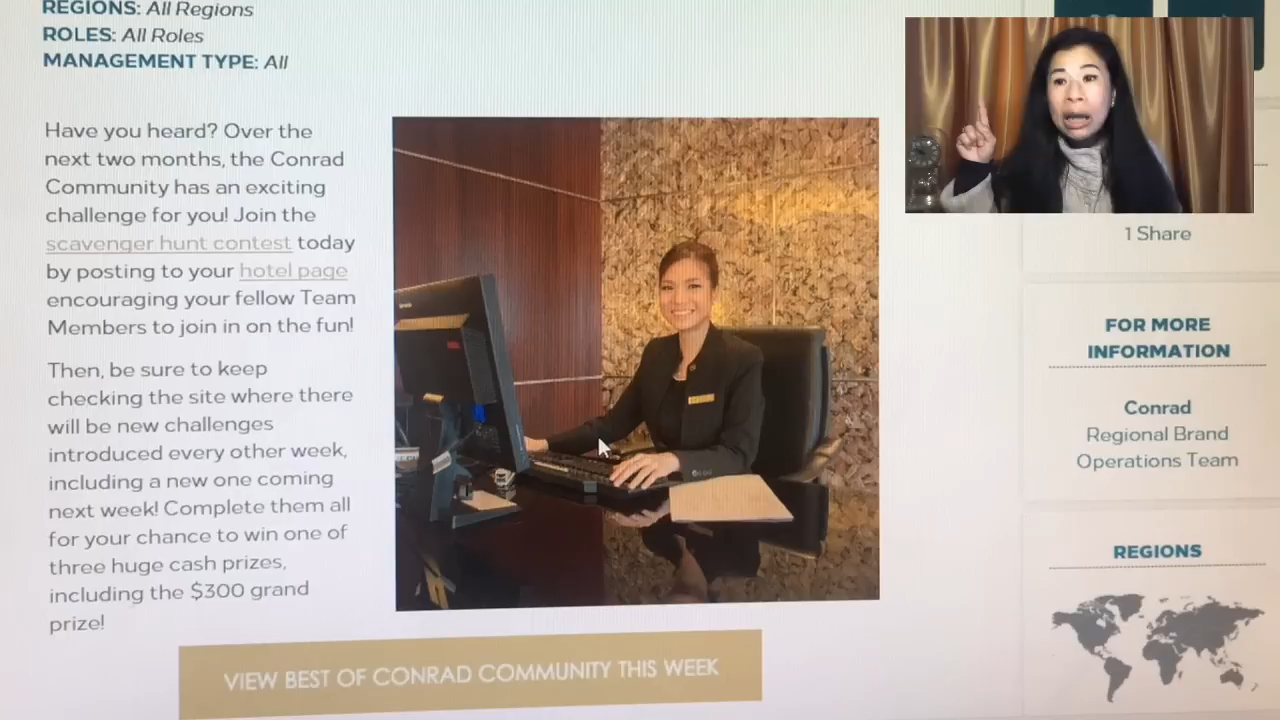 REGIONS: All Regions
ROLES: All Roles
MANAGEMENT TYPE: All
Have you heard? Over the
next two months, the Conrad
Community has an exciting
challenge for you! Join the
scavenger hunt contest today
by posting to your hotel page
encouraging your fellow Team
Members to join in on the fun!
Then, be sure to keep
checking the site where there
will be new challenges
introduced every other week,
including a new one coming
next week! Complete them all
for your chance to win one of
three huge cash prizes,
including the $300 grand
prize!
VIEW BEST OF CONRAD COMMUNITY THIS WEEK
1 Share
FOR MORE
INFORMATION
Conrad
Regional Brand
Operations Team
REGIONS